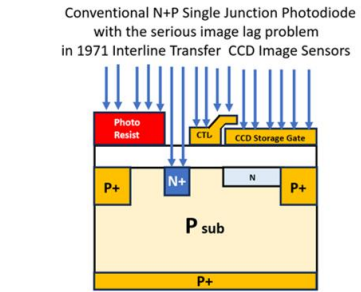 Conventional N+P Single Junction Photodiode
with the serious image lag problem
in 1971 Interline Transfer CCD Image Sensors
Photo
Resist
CTL
CCD Storage Gate
P+
N+
N
P+
P sub
P+